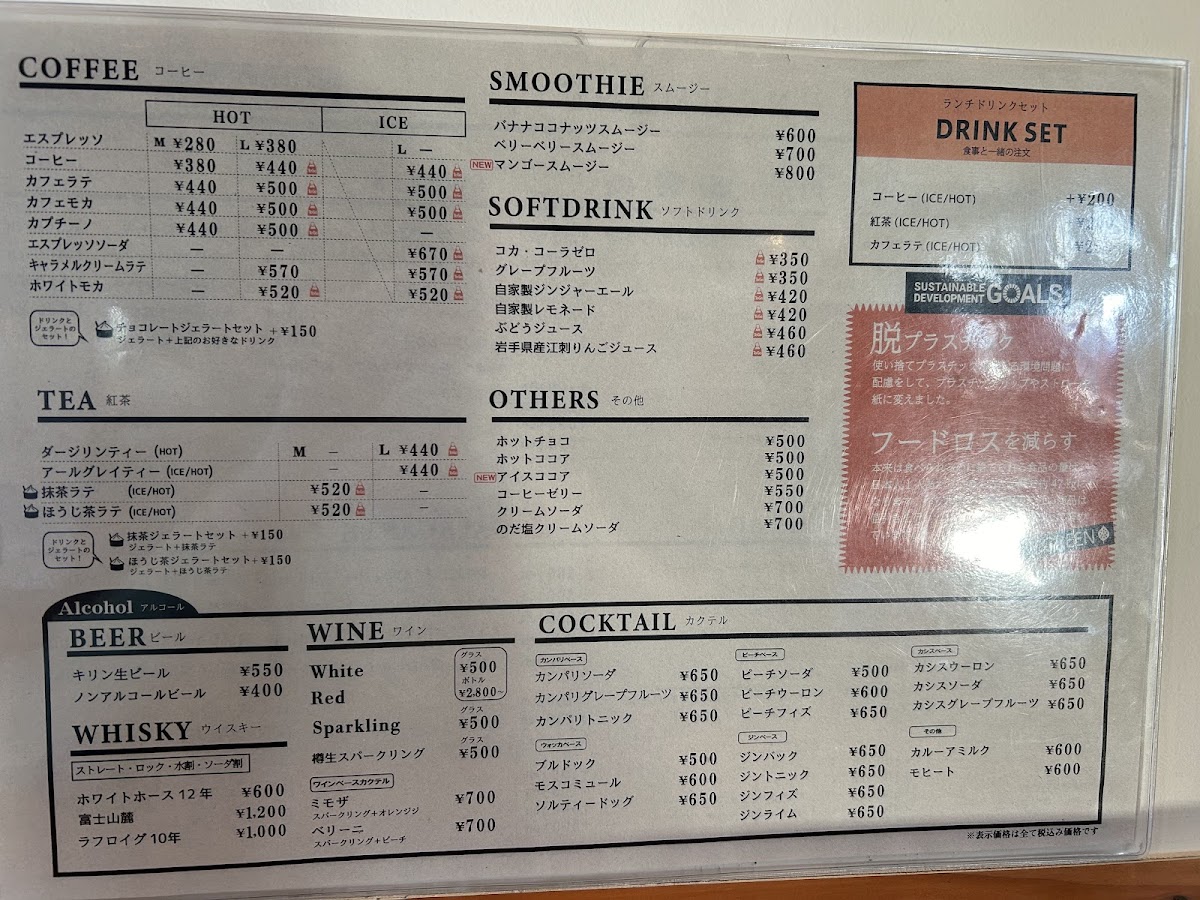 COFFEE コーヒー
HOT ICE
エスプレッソ M ¥280 L ¥380 L —
コーヒー ¥380 ¥440 ¥440
カフェラテ ¥440 ¥500 ¥500
カフェモカ ¥440 ¥500 ¥500
カプチーノ ¥440 ¥500 —
エスプレッソソーダ — — ¥670
キャラメルクリームラテ — ¥570 ¥570
ホワイトモカ — ¥520 ¥520
ドリンクと
ジェラートの
セット!
チョコレートジェラートセット +¥150
ジェラート+上記のお好きなドリンク
TEA 紅茶
ダージリンティー (HOT) M — L ¥440
アールグレイティー (ICE/HOT) — ¥440
抹茶ラテ (ICE/HOT) ¥520 —
ほうじ茶ラテ (ICE/HOT) ¥520 —
ドリンクと
ジェラートの
セット!
抹茶ジェラートセット +¥150
ジェラート+抹茶ラテ
ほうじ茶ジェラートセット+¥150
ジェラート+ほうじ茶ラテ
SMOOTHIE スムージー
バナナココナッツスムージー ¥600
ベリーベリースムージー ¥700
NEW マンゴースムージー ¥800
SOFTDRINK ソフトドリンク
コカ・コーラゼロ ¥350
グレープフルーツ ¥350
自家製ジンジャーエール ¥420
自家製レモネード ¥420
ぶどうジュース ¥460
岩手県産江刺りんごジュース ¥460
OTHERS その他
ホットチョコ ¥500
ホットココア ¥500
NEW アイスココア ¥500
コーヒーゼリー ¥550
クリームソーダ ¥700
のだ塩クリームソーダ ¥700
ランチドリンクセット
DRINK SET
食事と一緒の注文
コーヒー (ICE/HOT) +¥200
紅茶 (ICE/HOT)
カフェラテ (ICE/HOT)
SUSTAINABLE
DEVELOPMENT GOALS
脱プラスチック
使い捨てプラスチック 環境問題に
配慮をして、プラスチック
紙に変えました。
フードロスを減らす
Alcohol アルコール
BEER ビール
キリン生ビール ¥550
ノンアルコールビール ¥400
WHISKY ウイスキー
ストレート・ロック・水割・ソーダ割
ホワイトホース 12 年 ¥600
富士山麓 ¥1,200
ラフロイグ 10年 ¥1,000
WINE ワイン
White
Red
グラス
¥500
ボトル
¥2,800~
Sparkling グラス ¥500
樽生スパークリング グラス ¥500
ワインベースカクテル
ミモザ ¥700
スパークリング+オレンジ
ベリーニ ¥700
スパークリング+ピーチ
COCKTAIL カクテル
カンパリベース
カンパリソーダ ¥650
カンパリグレープフルーツ ¥650
カンパリトニック ¥650
ウォッカベース
ブルドック ¥500
モスコミュール ¥600
ソルティードッグ ¥650
ピーチベース
ピーチソーダ ¥500
ピーチウーロン ¥600
ピーチフィズ ¥650
ジンベース
ジンバック ¥650
ジントニック ¥650
ジンフィズ ¥650
ジンライム ¥650
カシスベース
カシスウーロン ¥650
カシスソーダ ¥650
カシスグレープフルーツ ¥650
その他
カルーアミルク ¥600
モヒート ¥600
※表示価格は全て税込み価格です